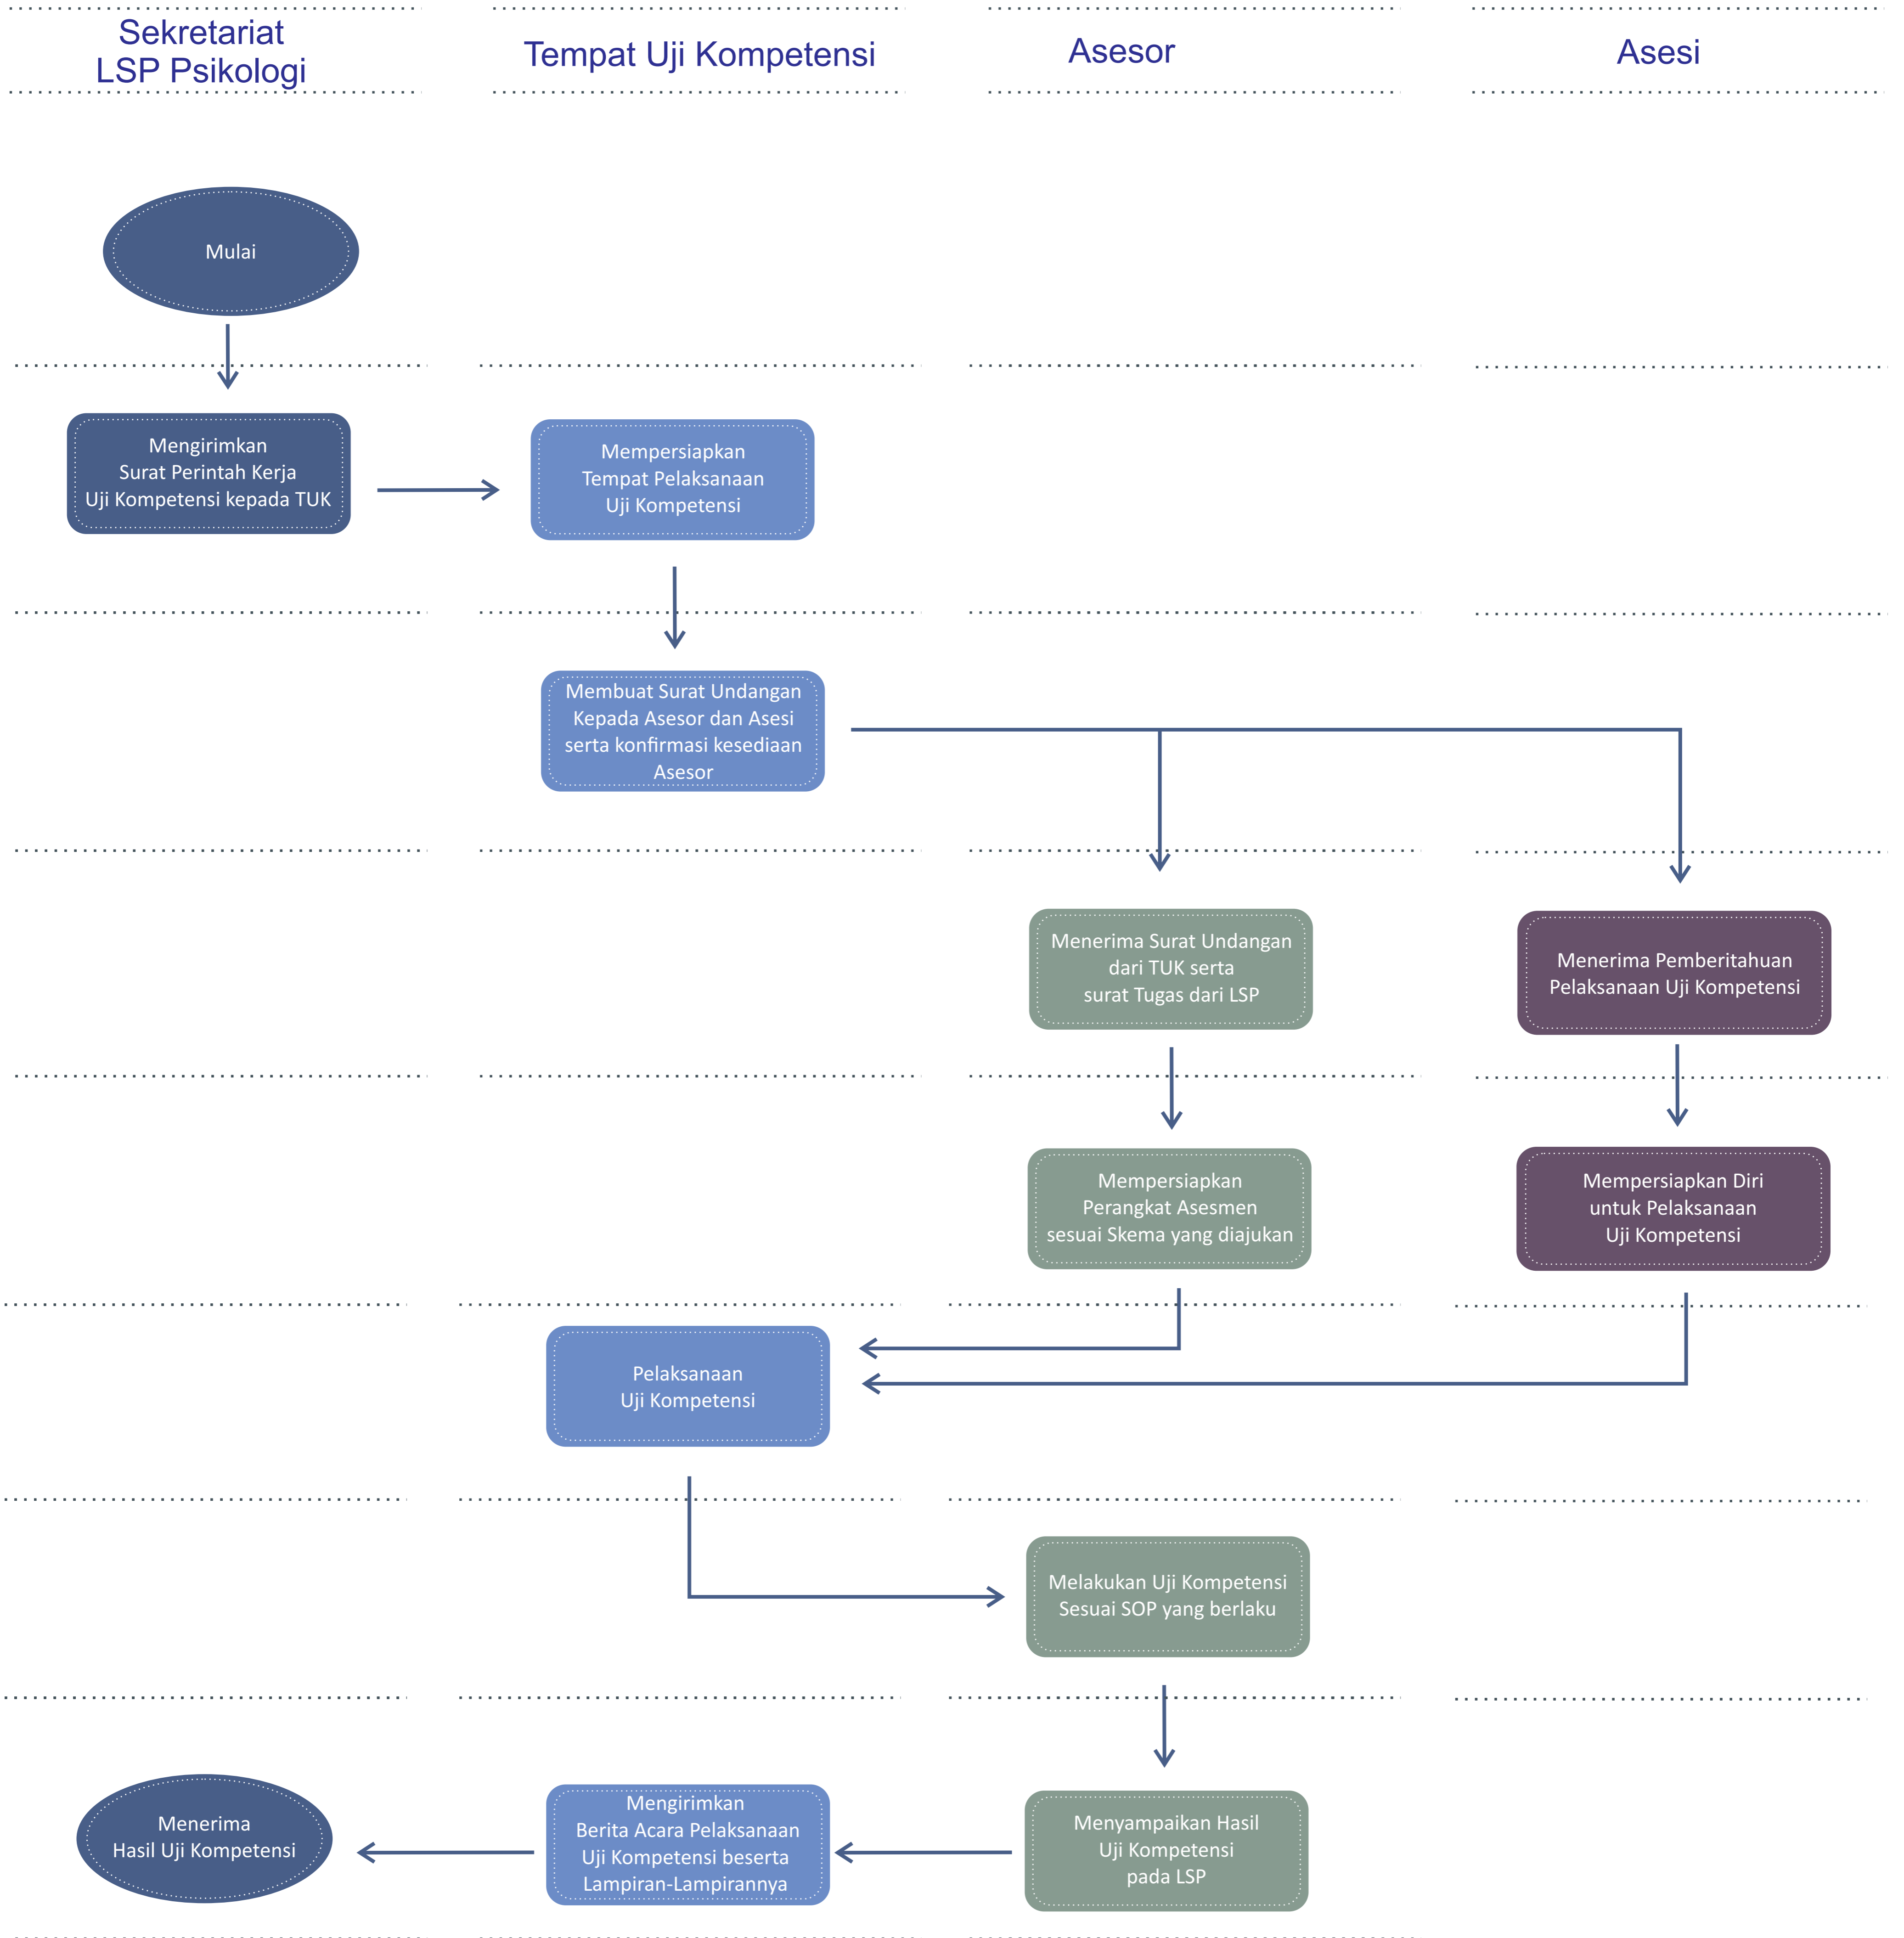 Sekretariat
LSP Psikologi
Tempat Uji Kompetensi
Asesor
Asesi
Mulai
Mengirimkan
Surat Perintah Kerja
Uji Kompetensi kepada TUK
Mempersiapkan
Tempat Pelaksanaan
Uji Kompetensi
Membuat Surat Undangan
Kepada Asesor dan Asesi
serta konfirmasi kesediaan
Asesor
Menerima Surat Undangan
dari TUK serta
surat Tugas dari LSP
Menerima Pemberitahuan
Pelaksanaan Uji Kompetensi
Mempersiapkan
Perangkat Asesmen
sesuai Skema yang diajukan
Mempersiapkan Diri
untuk Pelaksanaan
Uji Kompetensi
Pelaksanaan
Uji Kompetensi
Melakukan Uji Kompetensi
Sesuai SOP yang berlaku
Menerima
Hasil Uji Kompetensi
Mengirimkan
Berita Acara Pelaksanaan
Uji Kompetensi beserta
Lampiran-Lampirannya
Menyampaikan Hasil
Uji Kompetensi
pada LSP